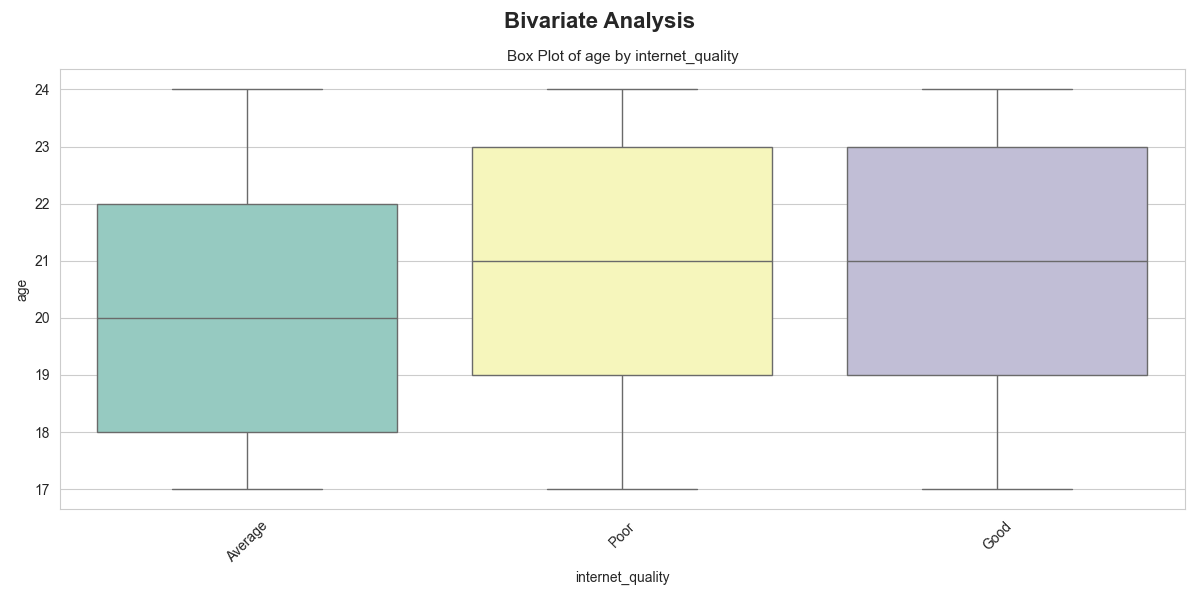 Bivariate Analysis
Box Plot of age by internet_quality
24
23
22
21
20
19
18
17
age
Average
Poor
Good
internet_quality